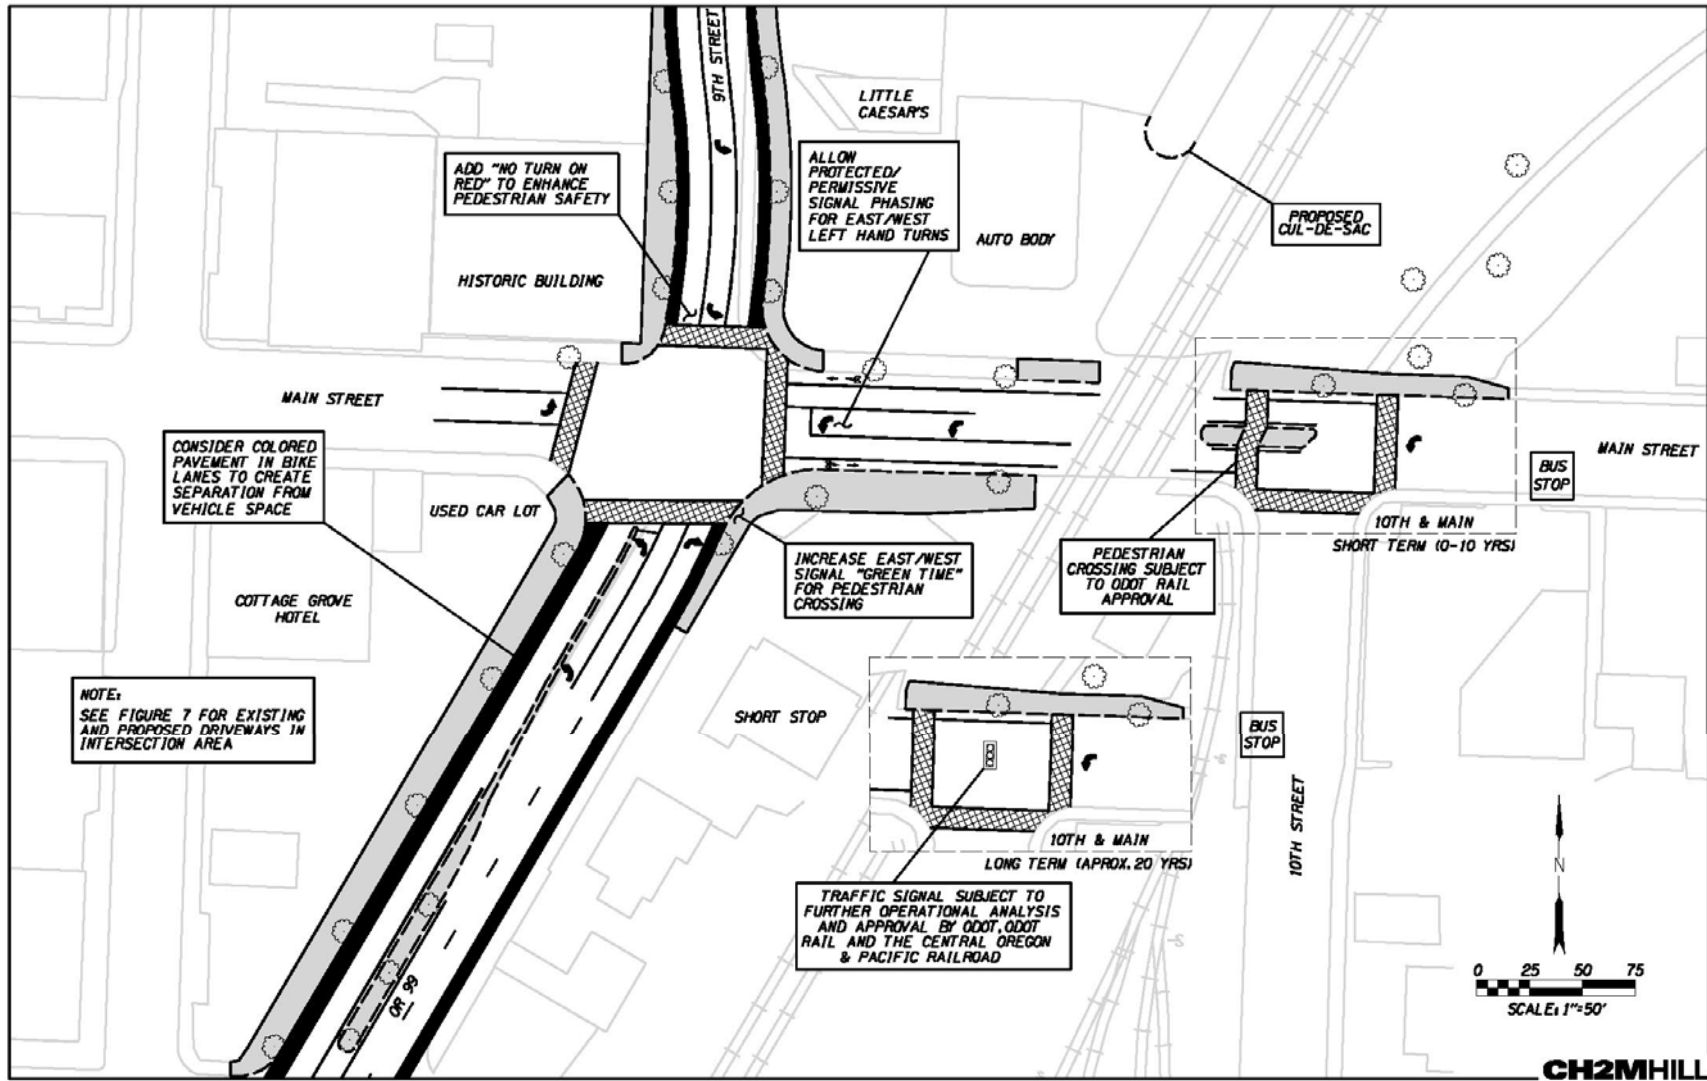 9TH STREET
LITTLE
CAESAR'S
ADD "NO TURN ON
RED" TO ENHANCE
PEDESTRIAN SAFETY
ALLOW
PROTECTED/
PERMISSIVE
SIGNAL PHASING
FOR EAST/WEST
LEFT HAND TURNS
AUTO BODY
PROPOSED
CUL-DE-SAC
HISTORIC BUILDING
MAIN STREET
CONSIDER COLORED
PAVEMENT IN BIKE
LANES TO CREATE
SEPARATION FROM
VEHICLE SPACE
USED CAR LOT
MAIN STREET
BUS
STOP
10TH & MAIN
SHORT TERM (0-10 YRS)
INCREASE EAST/WEST
SIGNAL "GREEN TIME"
FOR PEDESTRIAN
CROSSING
PEDESTRIAN
CROSSING SUBJECT
TO ODOT RAIL
APPROVAL
COTTAGE GROVE
HOTEL
NOTE:
SEE FIGURE 7 FOR EXISTING
AND PROPOSED DRIVEWAYS IN
INTERSECTION AREA
SHORT STOP
BUS
STOP
10TH & MAIN
LONG TERM (APROX. 20 YRS)
10TH STREET
TRAFFIC SIGNAL SUBJECT TO
FURTHER OPERATIONAL ANALYSIS
AND APPROVAL BY ODOT, ODOT
RAIL AND THE CENTRAL OREGON
& PACIFIC RAILROAD
OR 99
N
0 25 50 75
SCALE: 1"=50'
CH2MHILL